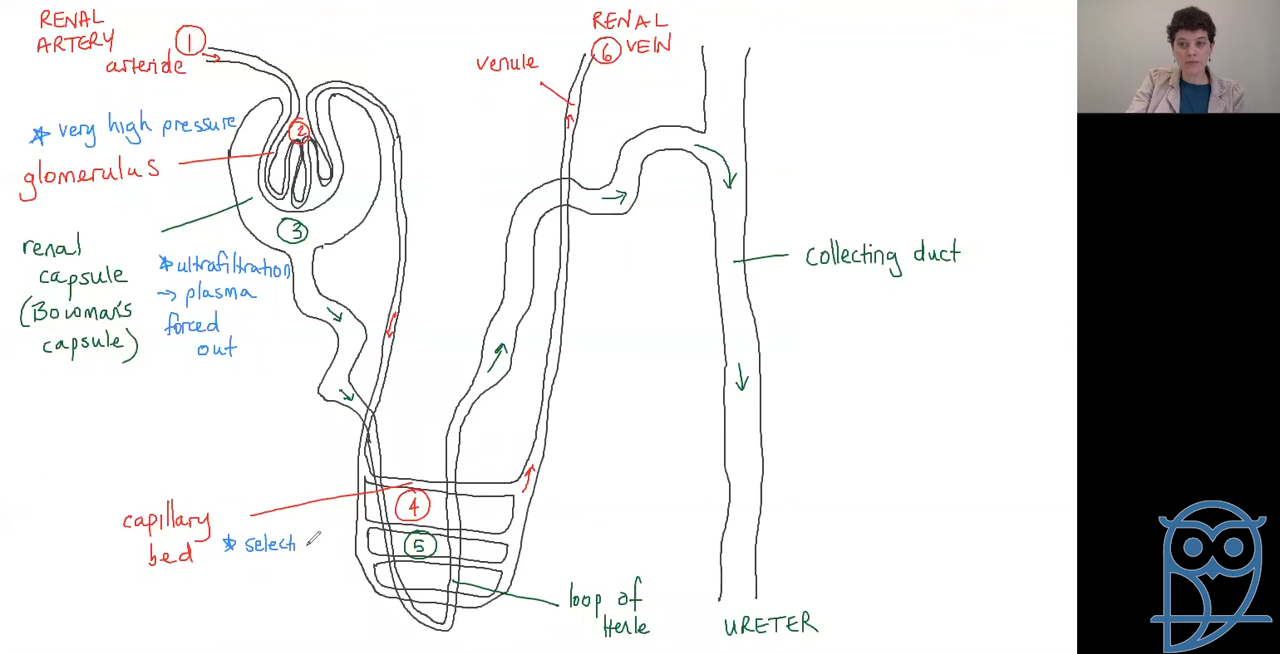 RENAL
ARTERY
1
arteriole
* very high pressure
2
glomerulus
3
renal
capsule
(Bowman's
capsule)
* ultrafiltration
→ plasma
forced
out
capillary
bed
* select
4
5
loop of
Henle
RENAL
VEIN
6
venule
collecting duct
URETER